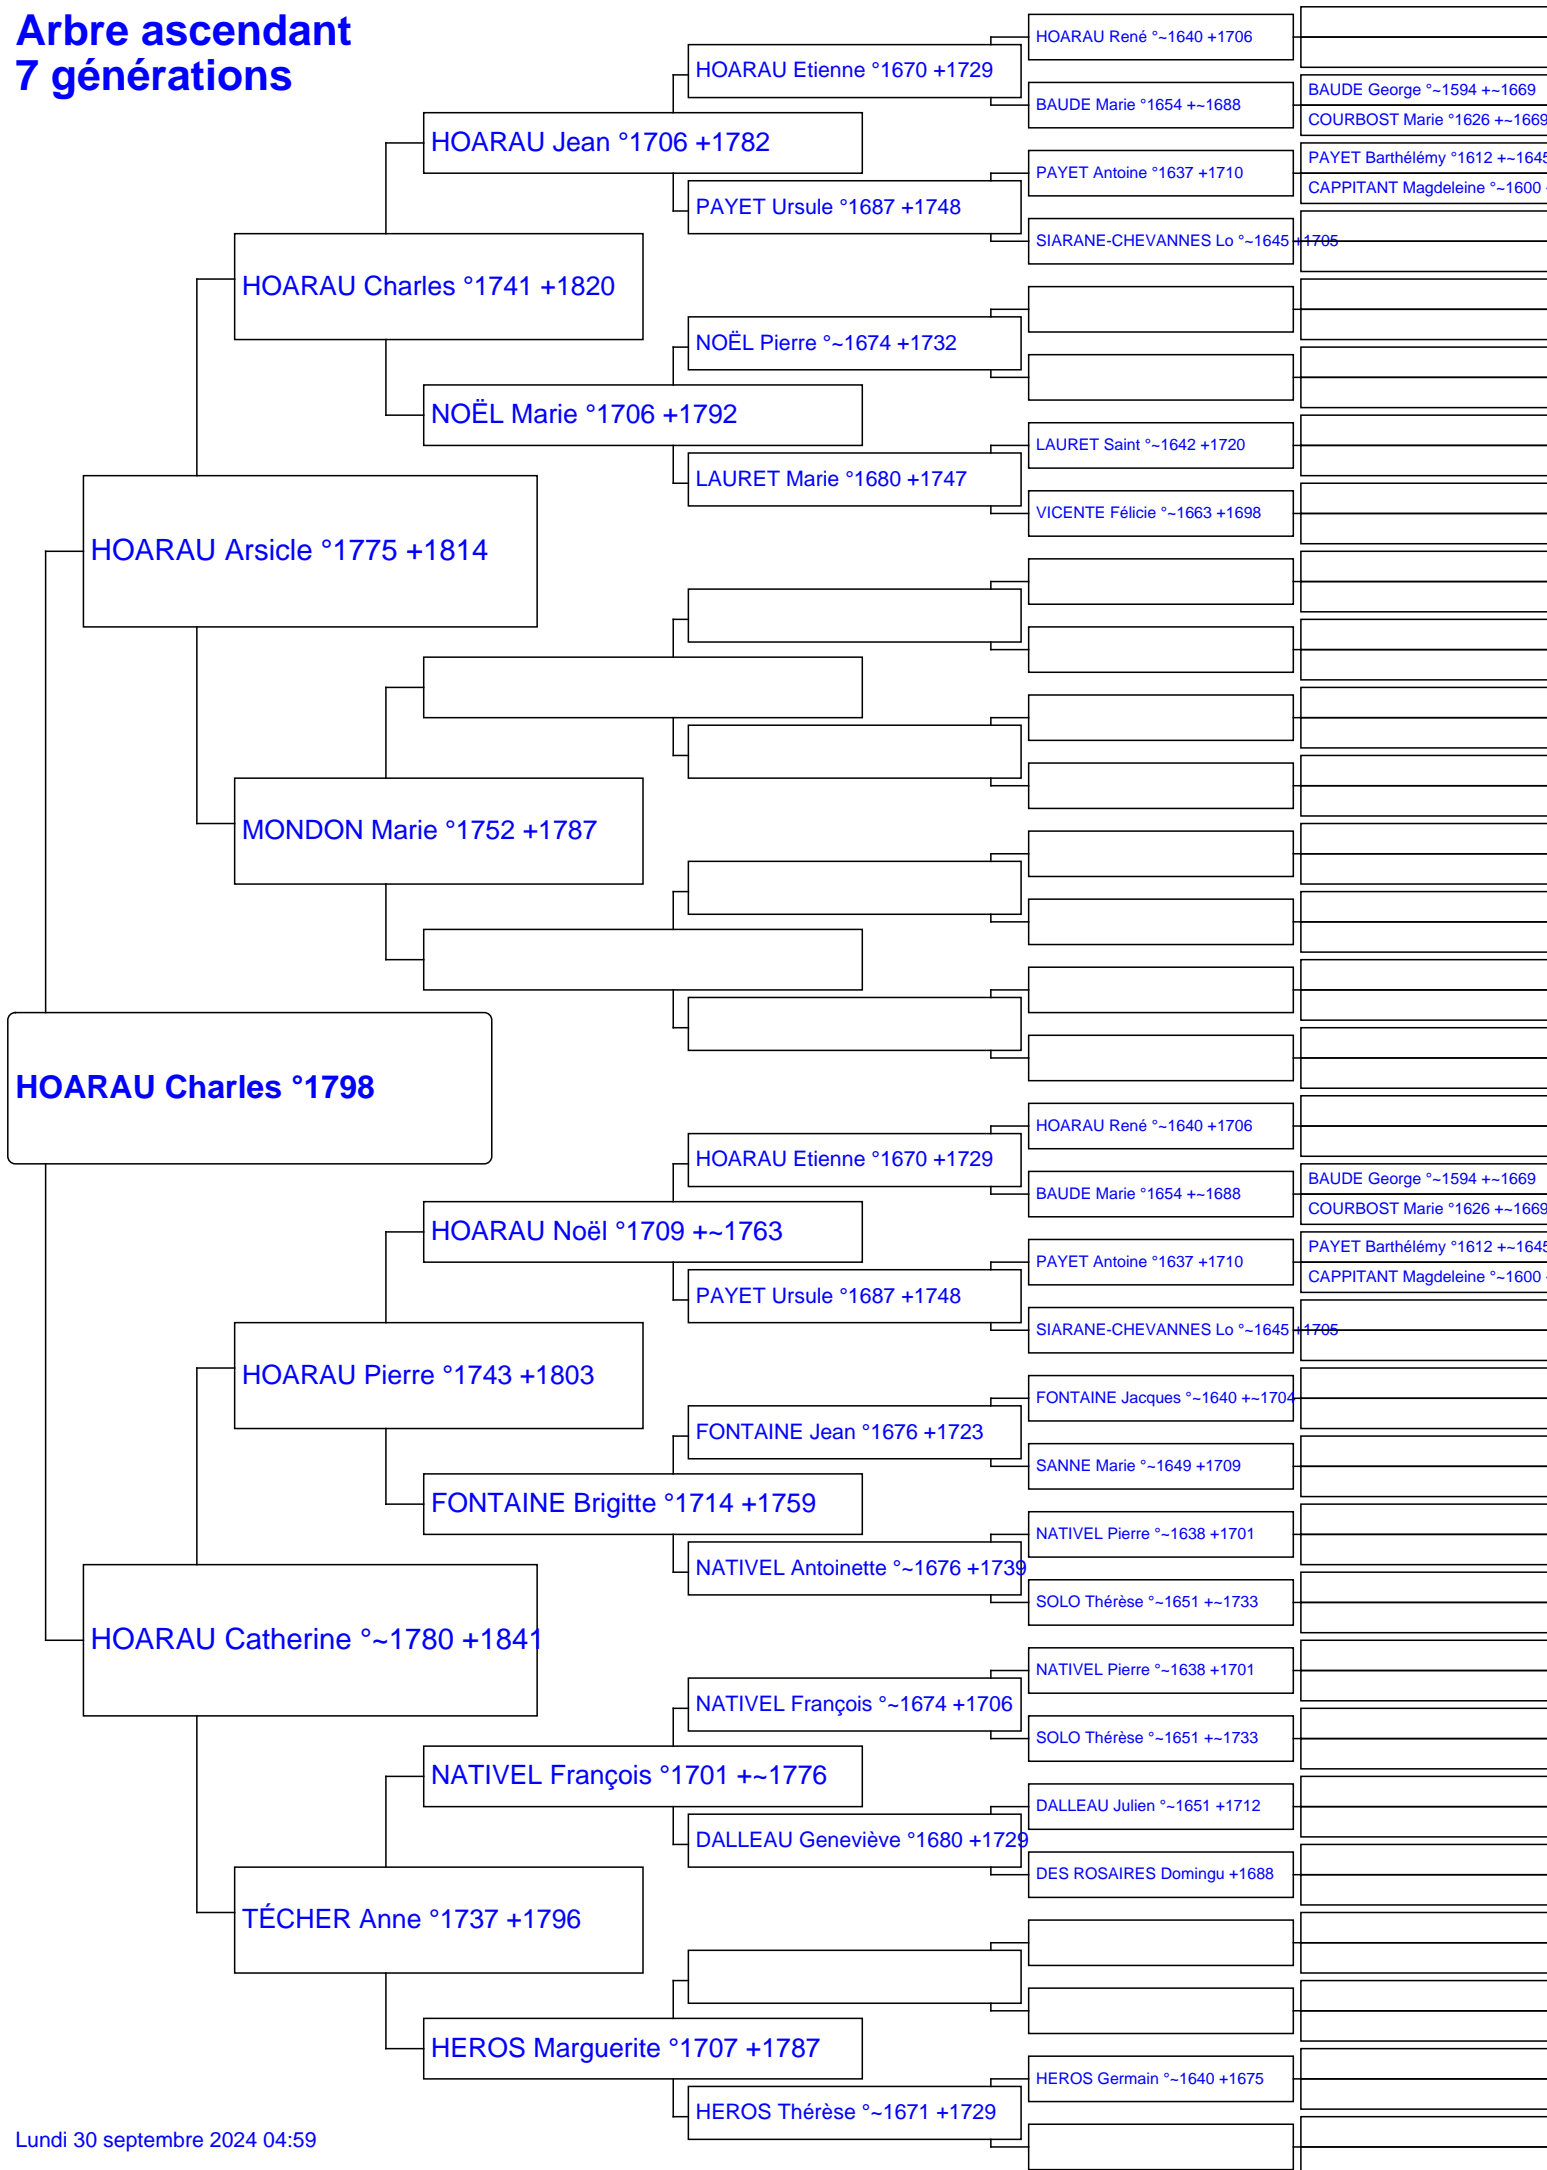 Arbre ascendant
7 générations
HOARAU René °~1640 +1706
HOARAU Etienne °1670 +1729
BAUDE George °~1594 +~1669
BAUDE Marie °1654 +~1688
COURBOST Marie °1626 +~1669
HOARAU Jean °1706 +1782
PAYET Barthélémy °1612 +~1645
PAYET Antoine °1637 +1710
CAPPITANT Magdeleine °~1600
PAYET Ursule °1687 +1748
SIARANE-CHEVANNES Lo °~1645 +1705
HOARAU Charles °1741 +1820
NOËL Pierre °~1674 +1732
NOËL Marie °1706 +1792
LAURET Saint °~1642 +1720
LAURET Marie °1680 +1747
VICENTE Félicie °~1663 +1698
HOARAU Arsicle °1775 +1814
MONDON Marie °1752 +1787
HOARAU Charles °1798
HOARAU René °~1640 +1706
HOARAU Etienne °1670 +1729
BAUDE George °~1594 +~1669
BAUDE Marie °1654 +~1688
COURBOST Marie °1626 +~1669
HOARAU Noël °1709 +~1763
PAYET Barthélémy °1612 +~1645
PAYET Antoine °1637 +1710
CAPPITANT Magdeleine °~1600
PAYET Ursule °1687 +1748
SIARANE-CHEVANNES Lo °~1645 +1705
HOARAU Pierre °1743 +1803
FONTAINE Jacques °~1640 +~1704
FONTAINE Jean °1676 +1723
SANNE Marie °~1649 +1709
FONTAINE Brigitte °1714 +1759
NATIVEL Pierre °~1638 +1701
NATIVEL Antoinette °~1676 +1739
SOLO Thérèse °~1651 +~1733
HOARAU Catherine °~1780 +1841
NATIVEL Pierre °~1638 +1701
NATIVEL François °~1674 +1706
SOLO Thérèse °~1651 +~1733
NATIVEL François °1701 +~1776
DALLEAU Julien °~1651 +1712
DALLEAU Geneviève °1680 +1729
DES ROSAIRES Domingu +1688
TÉCHER Anne °1737 +1796
HEROS Marguerite °1707 +1787
HEROS Germain °~1640 +1675
HEROS Thérèse °~1671 +1729
Lundi 30 septembre 2024 04:59